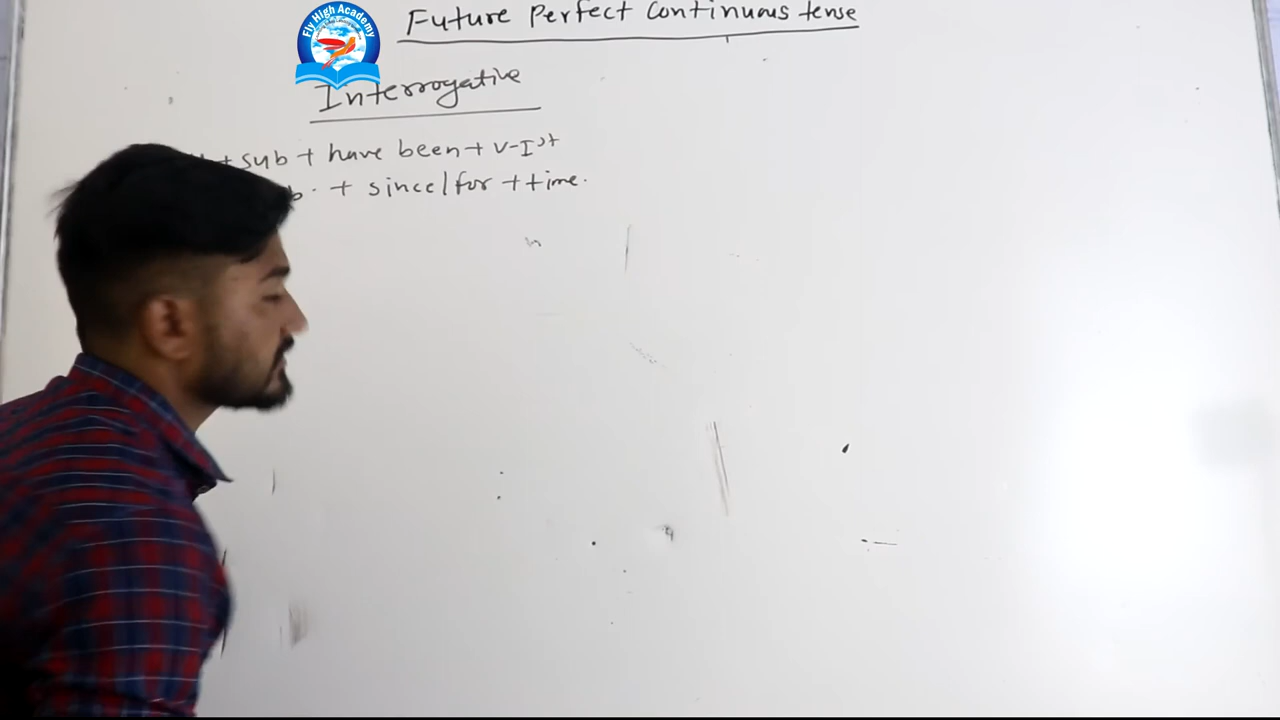 Fly High Academy
Future Perfect Continuous tense
Interrogative
+ sub + have been + V-Ist
+ since/for + time.